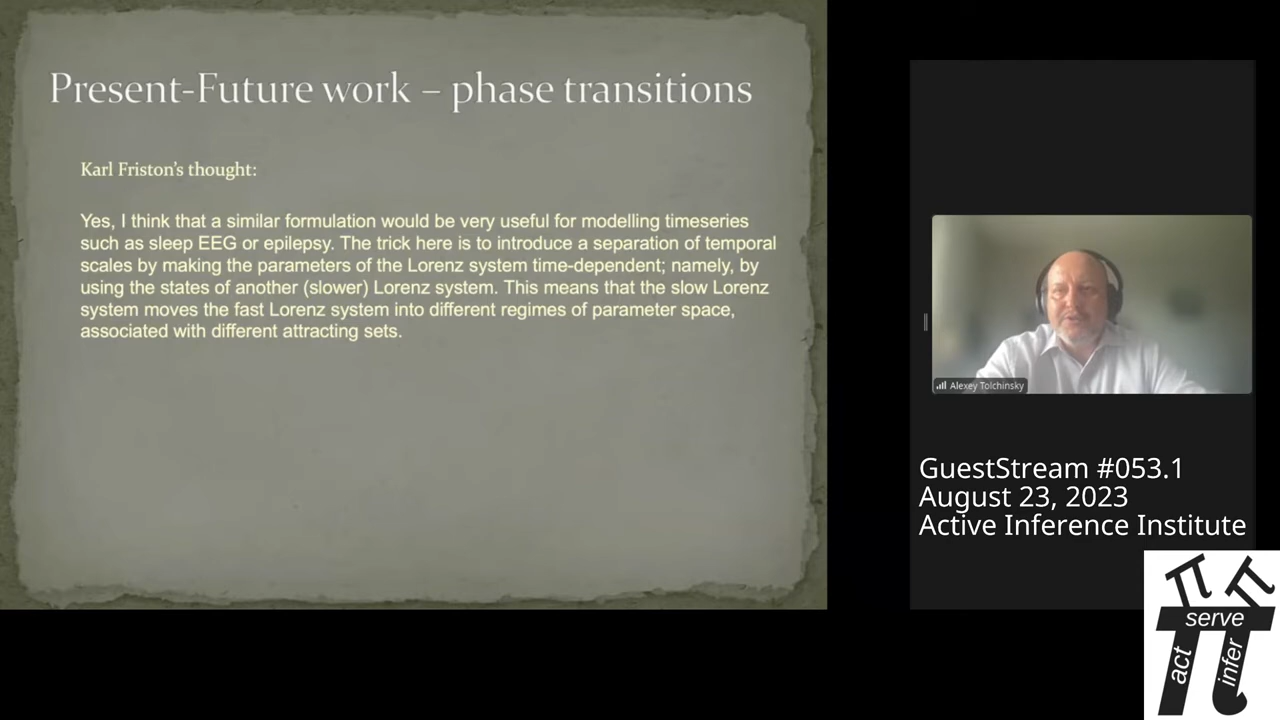 Present-Future work – phase transitions
Karl Friston's thought:
Yes, I think that a similar formulation would be very useful for modelling timeseries
such as sleep EEG or epilepsy. The trick here is to introduce a separation of temporal
scales by making the parameters of the Lorenz system time-dependent; namely, by
using the states of another (slower) Lorenz system. This means that the slow Lorenz
system moves the fast Lorenz system into different regimes of parameter space,
associated with different attracting sets.
Alexey Tolchinsky
GuestStream #053.1
August 23, 2023
Active Inference Institute
serve
act
infer